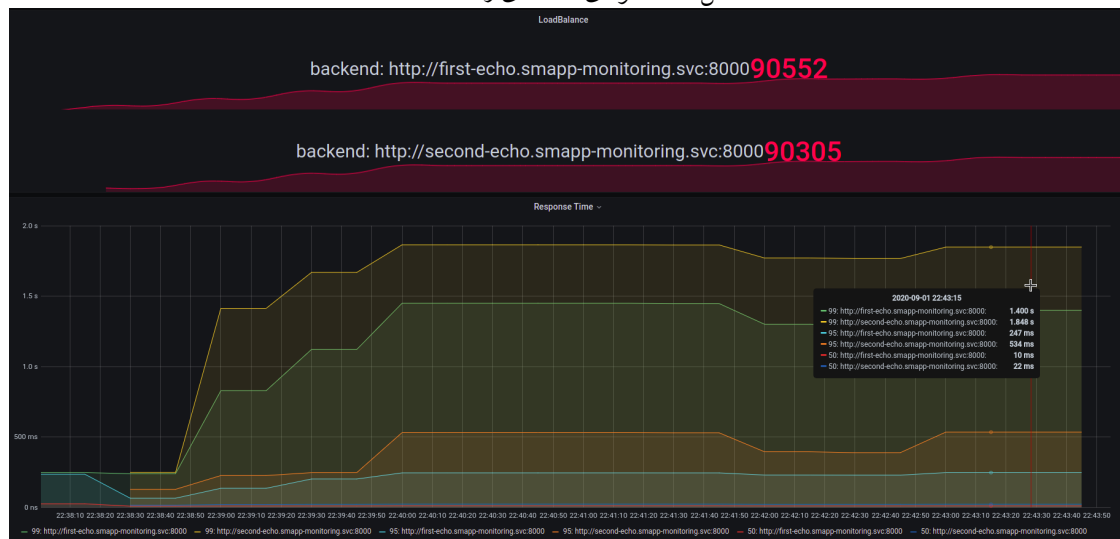 LoadBalance
backend: http://first-echo.smapp-monitoring.svc:8000 90552
backend: http://second-echo.smapp-monitoring.svc:8000 90305
Response Time
2.0 s
1.5 s
1.0 s
500 ms
0 ns
2020-09-01 22:43:15
99: http://first-echo.smapp-monitoring.svc:8000: 1.400 s
99: http://second-echo.smapp-monitoring.svc:8000: 1.848 s
95: http://first-echo.smapp-monitoring.svc:8000: 247 ms
95: http://second-echo.smapp-monitoring.svc:8000: 534 ms
50: http://first-echo.smapp-monitoring.svc:8000: 10 ms
50: http://second-echo.smapp-monitoring.svc:8000: 22 ms
22:38:10 22:38:20 22:38:30 22:38:40 22:38:50 22:39:00 22:39:10 22:39:20 22:39:30 22:39:40 22:39:50 22:40:00 22:40:10 22:40:20 22:40:30 22:40:40 22:40:50 22:41:00 22:41:10 22:41:20 22:41:30 22:41:40 22:41:50 22:42:00 22:42:10 22:42:20 22:42:30 22:42:40 22:42:50 22:43:00 22:43:10 22:43:20 22:43:30 22:43:40 22:43:50
99: http://first-echo.smapp-monitoring.svc:8000 99: http://second-echo.smapp-monitoring.svc:8000 95: http://first-echo.smapp-monitoring.svc:8000 95: http://second-echo.smapp-monitoring.svc:8000 50: http://first-echo.smapp-monitoring.svc:8000 50: http://second-echo.smapp-monitoring.svc:8000